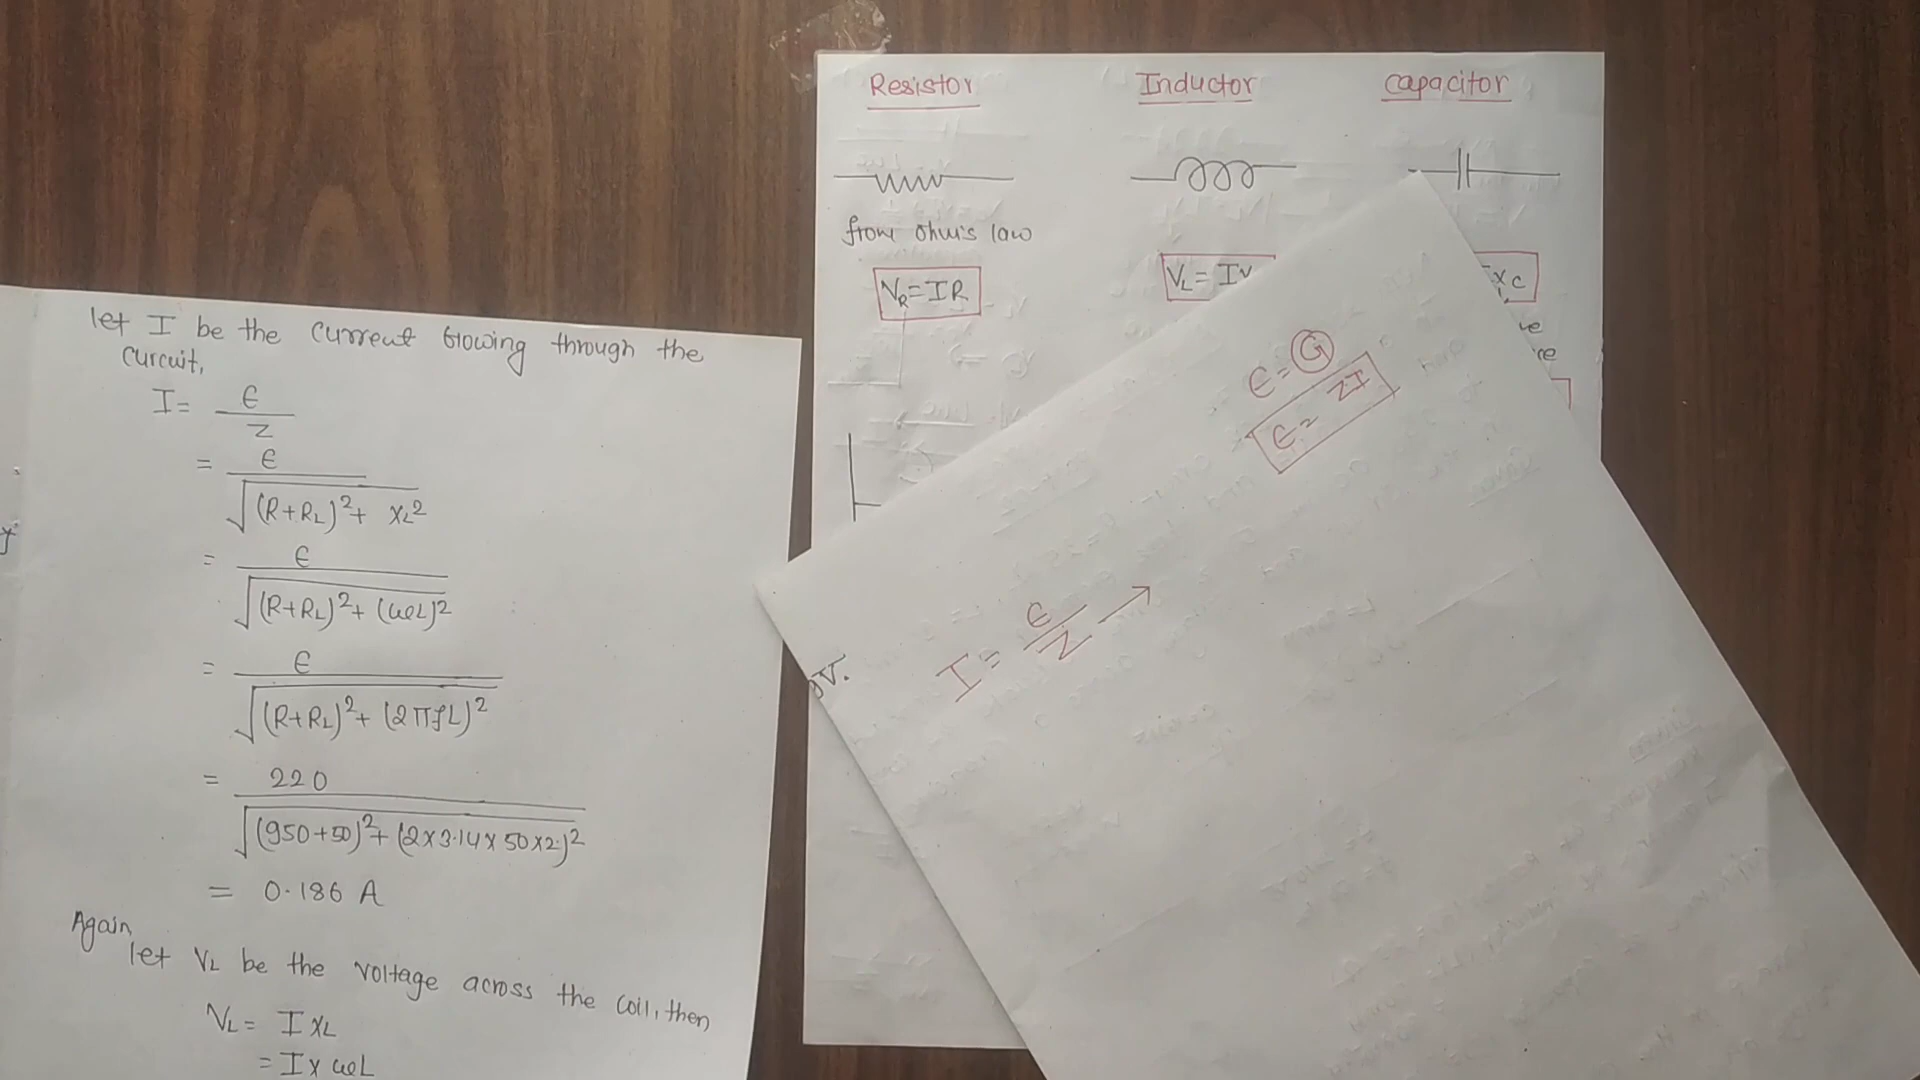 let I be the current flowing through the
curcuit,
I = ϵ
Z
= ϵ
√(R+RL)²+ XL²
= ϵ
√(R+RL)²+ (ωL)²
= ϵ
√(R+RL)²+ (2πfL)²
= 220
√(950+50)²+ (2×3.14×50×2)²
= 0.186 A
Again,
let VL be the voltage across the coil, then
VL = I XL
= I × ωL
Resistor
Inductor
capacitor
from Ohm's law
VR = IR
VL = I
XC
ϵ =
ϵ = ZI
I = ϵ
Z →
V.